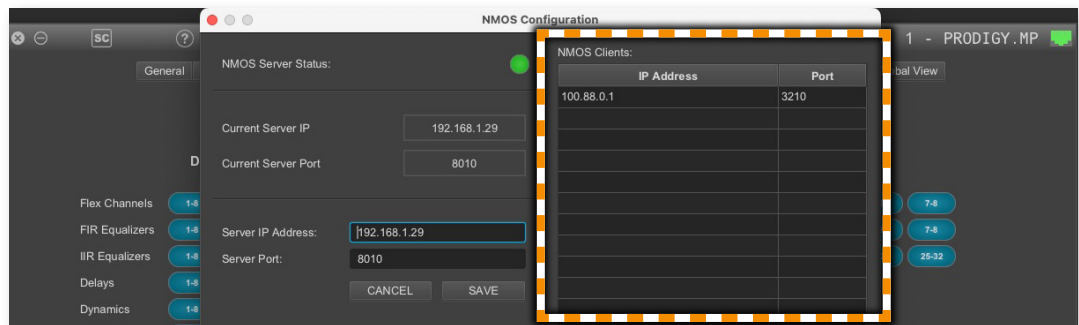 NMOS Configuration
SC
?
1 - PRODIGY.MP
General
bal View
NMOS Server Status:
Current Server IP
192.168.1.29
Current Server Port
8010
Server IP Address:
192.168.1.29
Server Port:
8010
CANCEL
SAVE
NMOS Clients:
IP Address
Port
100.88.0.1
3210
D
Flex Channels
1-8
7-8
FIR Equalizers
1-8
7-8
IIR Equalizers
1-8
25-32
Delays
1-8
Dynamics
1-8